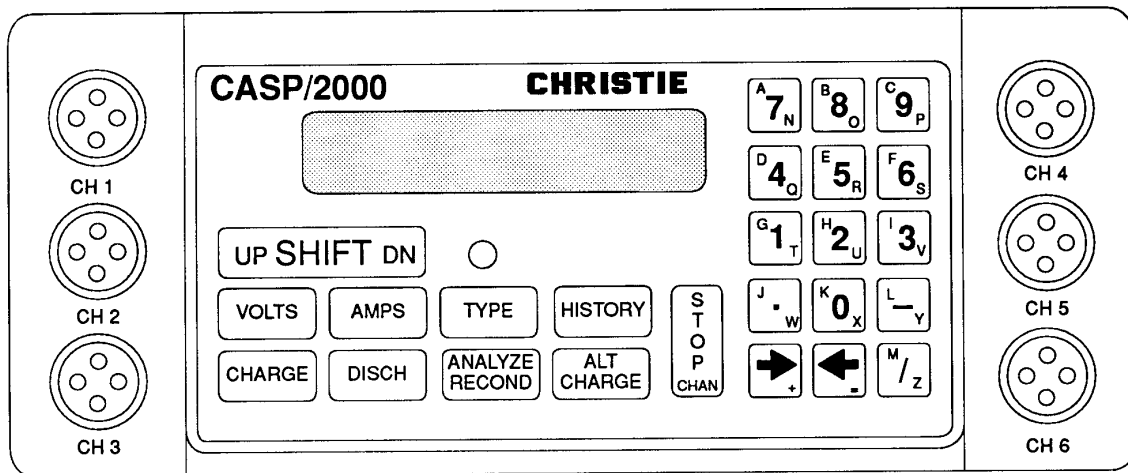 CASP/2000 CHRISTIE
CH 1
CH 2
CH 3
UP SHIFT DN
VOLTS AMPS TYPE HISTORY
CHARGE DISCH ANALYZE RECOND ALT CHARGE
STOP CHAN
A 7 N B 8 O C 9 P
D 4 Q E 5 R F 6 S
G 1 T H 2 U I 3 V
J . W K 0 X L – Y
➡ + ⬅ = M / Z
CH 4
CH 5
CH 6